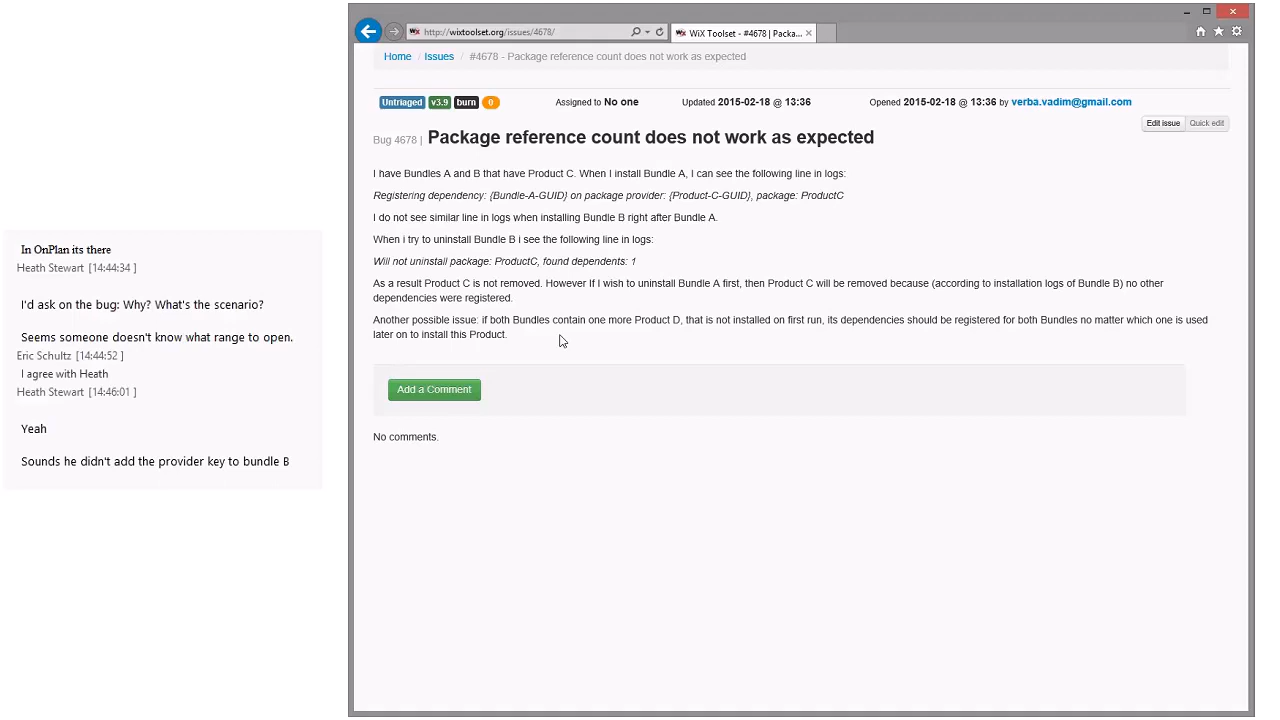 In OnPlan its there
Heath Stewart [14:44:34 ]
I'd ask on the bug: Why? What's the scenario?
Seems someone doesn't know what range to open.
Eric Schultz [14:44:52 ]
I agree with Heath
Heath Stewart [14:46:01 ]
Yeah
Sounds he didn't add the provider key to bundle B
http://wixtoolset.org/issues/4678/
WiX Toolset - #4678 | Packa...
Home / Issues / #4678 - Package reference count does not work as expected
Untriaged v3.9 burn 0 Assigned to No one Updated 2015-02-18 @ 13:36 Opened 2015-02-18 @ 13:36 by verba.vadim@gmail.com
Edit issue Quick edit
Bug 4678 | Package reference count does not work as expected
I have Bundles A and B that have Product C. When I install Bundle A, I can see the following line in logs:
Registering dependency: {Bundle-A-GUID} on package provider: {Product-C-GUID}, package: ProductC
I do not see similar line in logs when installing Bundle B right after Bundle A.
When i try to uninstall Bundle B i see the following line in logs:
Will not uninstall package: ProductC, found dependents: 1
As a result Product C is not removed. However If I wish to uninstall Bundle A first, then Product C will be removed because (according to installation logs of Bundle B) no other
dependencies were registered.
Another possible issue: if both Bundles contain one more Product D, that is not installed on first run, its dependencies should be registered for both Bundles no matter which one is used
later on to install this Product.
Add a Comment
No comments.